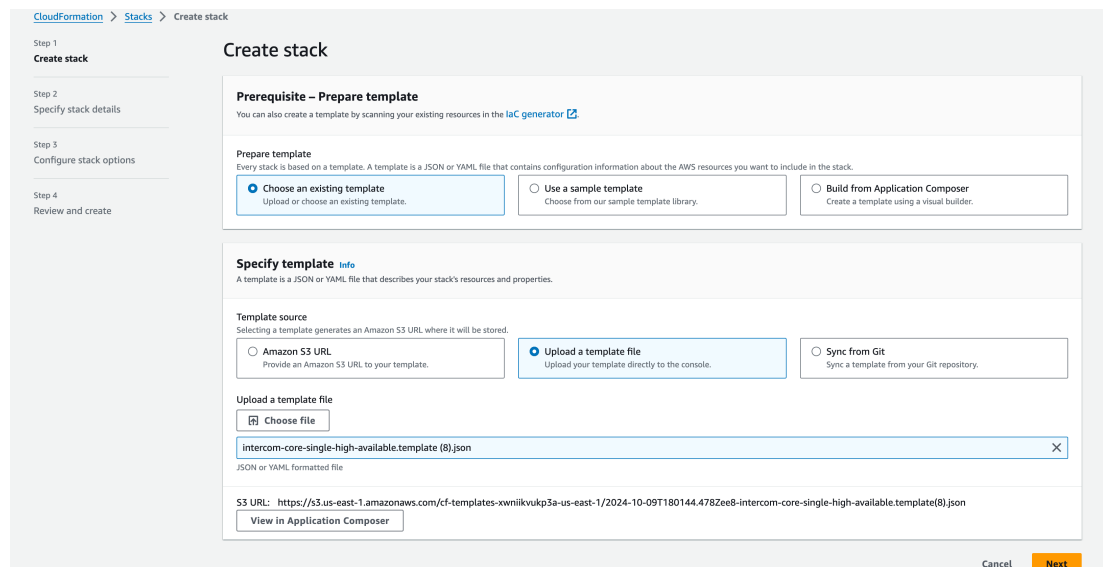 CloudFormation > Stacks > Create stack
Step 1
Create stack
Step 2
Specify stack details
Step 3
Configure stack options
Step 4
Review and create
Create stack
Prerequisite – Prepare template
You can also create a template by scanning your existing resources in the IaC generator.
Prepare template
Every stack is based on a template. A template is a JSON or YAML file that contains configuration information about the AWS resources you want to include in the stack.
Choose an existing template
Upload or choose an existing template.
Use a sample template
Choose from our sample template library.
Build from Application Composer
Create a template using a visual builder.
Specify template Info
A template is a JSON or YAML file that describes your stack's resources and properties.
Template source
Selecting a template generates an Amazon S3 URL where it will be stored.
Amazon S3 URL
Provide an Amazon S3 URL to your template.
Upload a template file
Upload your template directly to the console.
Sync from Git
Sync a template from your Git repository.
Upload a template file
Choose file
intercom-core-single-high-available.template (8).json
JSON or YAML formatted file
S3 URL: https://s3.us-east-1.amazonaws.com/cf-templates-xwniikvukp3a-us-east-1/2024-10-09T180144.478Zee8-intercom-core-single-high-available.template(8).json
View in Application Composer
Cancel
Next